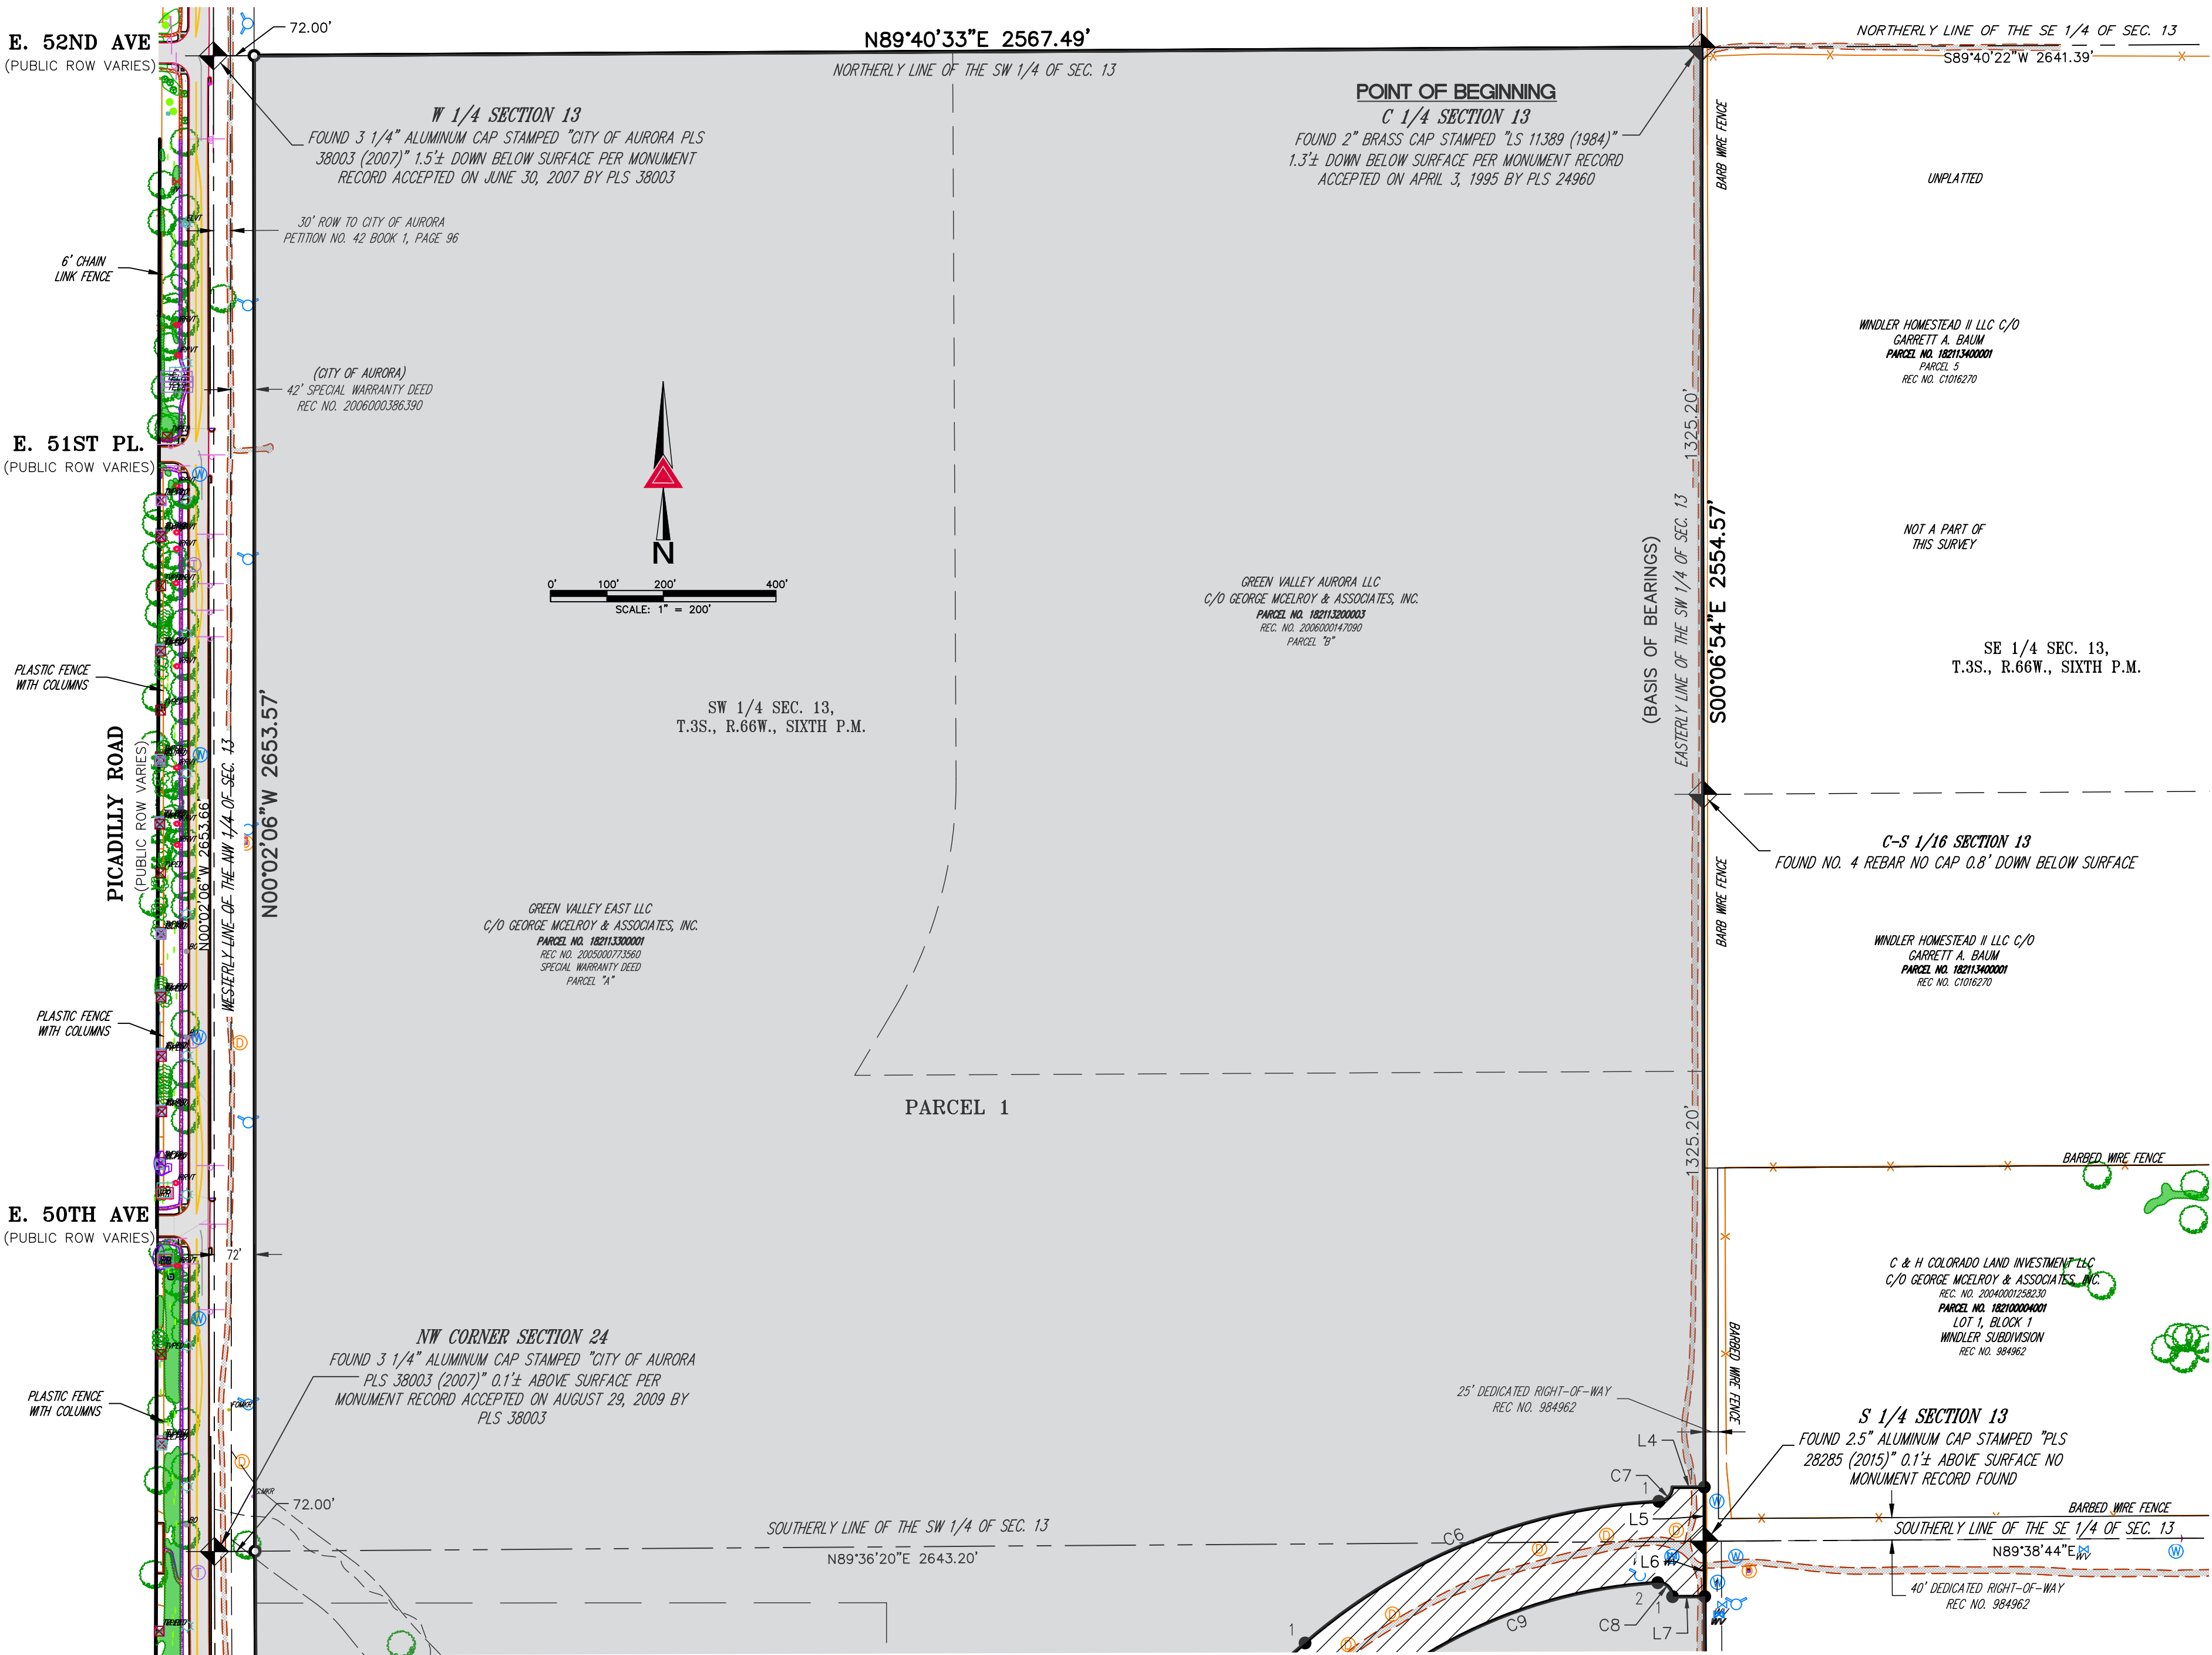 E. 52ND AVE
(PUBLIC ROW VARIES)
72.00'
N89°40'33"E 2567.49'
NORTHERLY LINE OF THE SW 1/4 OF SEC. 13
NORTHERLY LINE OF THE SE 1/4 OF SEC. 13
S89°40'22"W 2641.39'
W 1/4 SECTION 13
FOUND 3 1/4" ALUMINUM CAP STAMPED "CITY OF AURORA PLS
38003 (2007)" 1.5'± DOWN BELOW SURFACE PER MONUMENT
RECORD ACCEPTED ON JUNE 30, 2007 BY PLS 38003
POINT OF BEGINNING
C 1/4 SECTION 13
FOUND 2" BRASS CAP STAMPED "LS 11389 (1984)"
1.3'± DOWN BELOW SURFACE PER MONUMENT RECORD
ACCEPTED ON APRIL 3, 1995 BY PLS 24960
BARB WIRE FENCE
UNPLATTED
30' ROW TO CITY OF AURORA
PETITION NO. 42 BOOK 1, PAGE 96
6' CHAIN
LINK FENCE
(CITY OF AURORA)
42' SPECIAL WARRANTY DEED
REC NO. 2006000386390
WINDLER HOMESTEAD II LLC C/O
GARRETT A. BAUM
PARCEL NO. 182113400001
PARCEL 5
REC NO. C1016270
E. 51ST PL.
(PUBLIC ROW VARIES)
N
0' 100' 200' 400'
SCALE: 1" = 200'
GREEN VALLEY AURORA LLC
C/O GEORGE MCELROY & ASSOCIATES, INC.
PARCEL NO. 182113200003
REC. NO. 2006000147090
PARCEL "B"
1325.20'
(BASIS OF BEARINGS)
EASTERLY LINE OF THE SW 1/4 OF SEC. 13
S00°06'54"E 2554.57'
NOT A PART OF
THIS SURVEY
SE 1/4 SEC. 13,
T.3S., R.66W., SIXTH P.M.
PLASTIC FENCE
WITH COLUMNS
SW 1/4 SEC. 13,
T.3S., R.66W., SIXTH P.M.
PICADILLY ROAD
(PUBLIC ROW VARIES)
N00°02'06"W 2653.66'
WESTERLY LINE OF THE NW 1/4 OF SEC. 13
N00°02'06"W 2653.57'
C-S 1/16 SECTION 13
FOUND NO. 4 REBAR NO CAP 0.8' DOWN BELOW SURFACE
BARB WIRE FENCE
GREEN VALLEY EAST LLC
C/O GEORGE MCELROY & ASSOCIATES, INC.
PARCEL NO. 182113300001
REC NO. 2005000773560
SPECIAL WARRANTY DEED
PARCEL "A"
WINDLER HOMESTEAD II LLC C/O
GARRETT A. BAUM
PARCEL NO. 182113400001
REC NO. C1016270
PLASTIC FENCE
WITH COLUMNS
PARCEL 1
1325.20'
BARBED WIRE FENCE
E. 50TH AVE
(PUBLIC ROW VARIES)
72'
C & H COLORADO LAND INVESTMENT LLC
C/O GEORGE MCELROY & ASSOCIATES, INC.
REC. NO. 20040001258230
PARCEL NO. 182100004001
LOT 1, BLOCK 1
WINDLER SUBDIVISION
REC NO. 984962
NW CORNER SECTION 24
FOUND 3 1/4" ALUMINUM CAP STAMPED "CITY OF AURORA
PLS 38003 (2007)" 0.1'± ABOVE SURFACE PER
MONUMENT RECORD ACCEPTED ON AUGUST 29, 2009 BY
PLS 38003
BARBED WIRE FENCE
PLASTIC FENCE
WITH COLUMNS
25' DEDICATED RIGHT-OF-WAY
REC NO. 984962
S 1/4 SECTION 13
FOUND 2.5" ALUMINUM CAP STAMPED "PLS
28285 (2015)" 0.1'± ABOVE SURFACE NO
MONUMENT RECORD FOUND
L4
C7
1
L5
72.00'
BARBED WIRE FENCE
SOUTHERLY LINE OF THE SW 1/4 OF SEC. 13
N89°36'20"E 2643.20'
C6
SOUTHERLY LINE OF THE SE 1/4 OF SEC. 13
N89°38'44"E
WV
L6
40' DEDICATED RIGHT-OF-WAY
REC NO. 984962
1
C9
2
1
C8
L7
WV